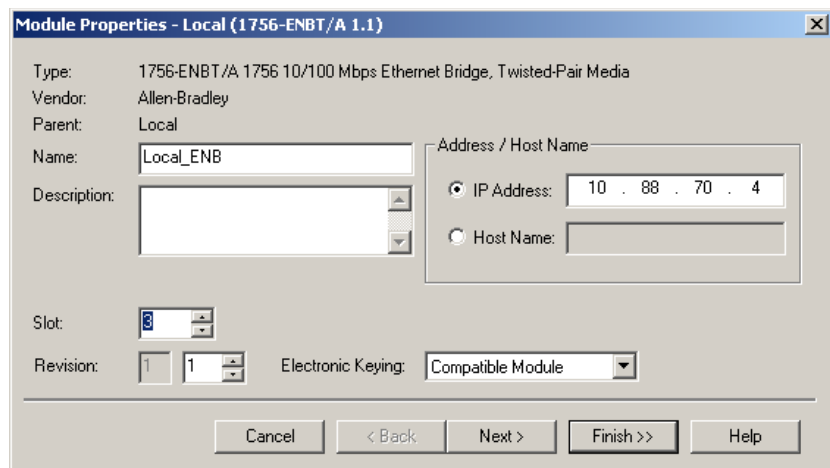 Module Properties - Local (1756-ENBT/A 1.1)
Type: 1756-ENBT/A 1756 10/100 Mbps Ethernet Bridge, Twisted-Pair Media
Vendor: Allen-Bradley
Parent: Local
Name: Local_ENB
Address / Host Name
Description:
IP Address: 10 . 88 . 70 . 4
Host Name:
Slot: 3
Revision: 1 1 Electronic Keying: Compatible Module
Cancel < Back Next > Finish >> Help